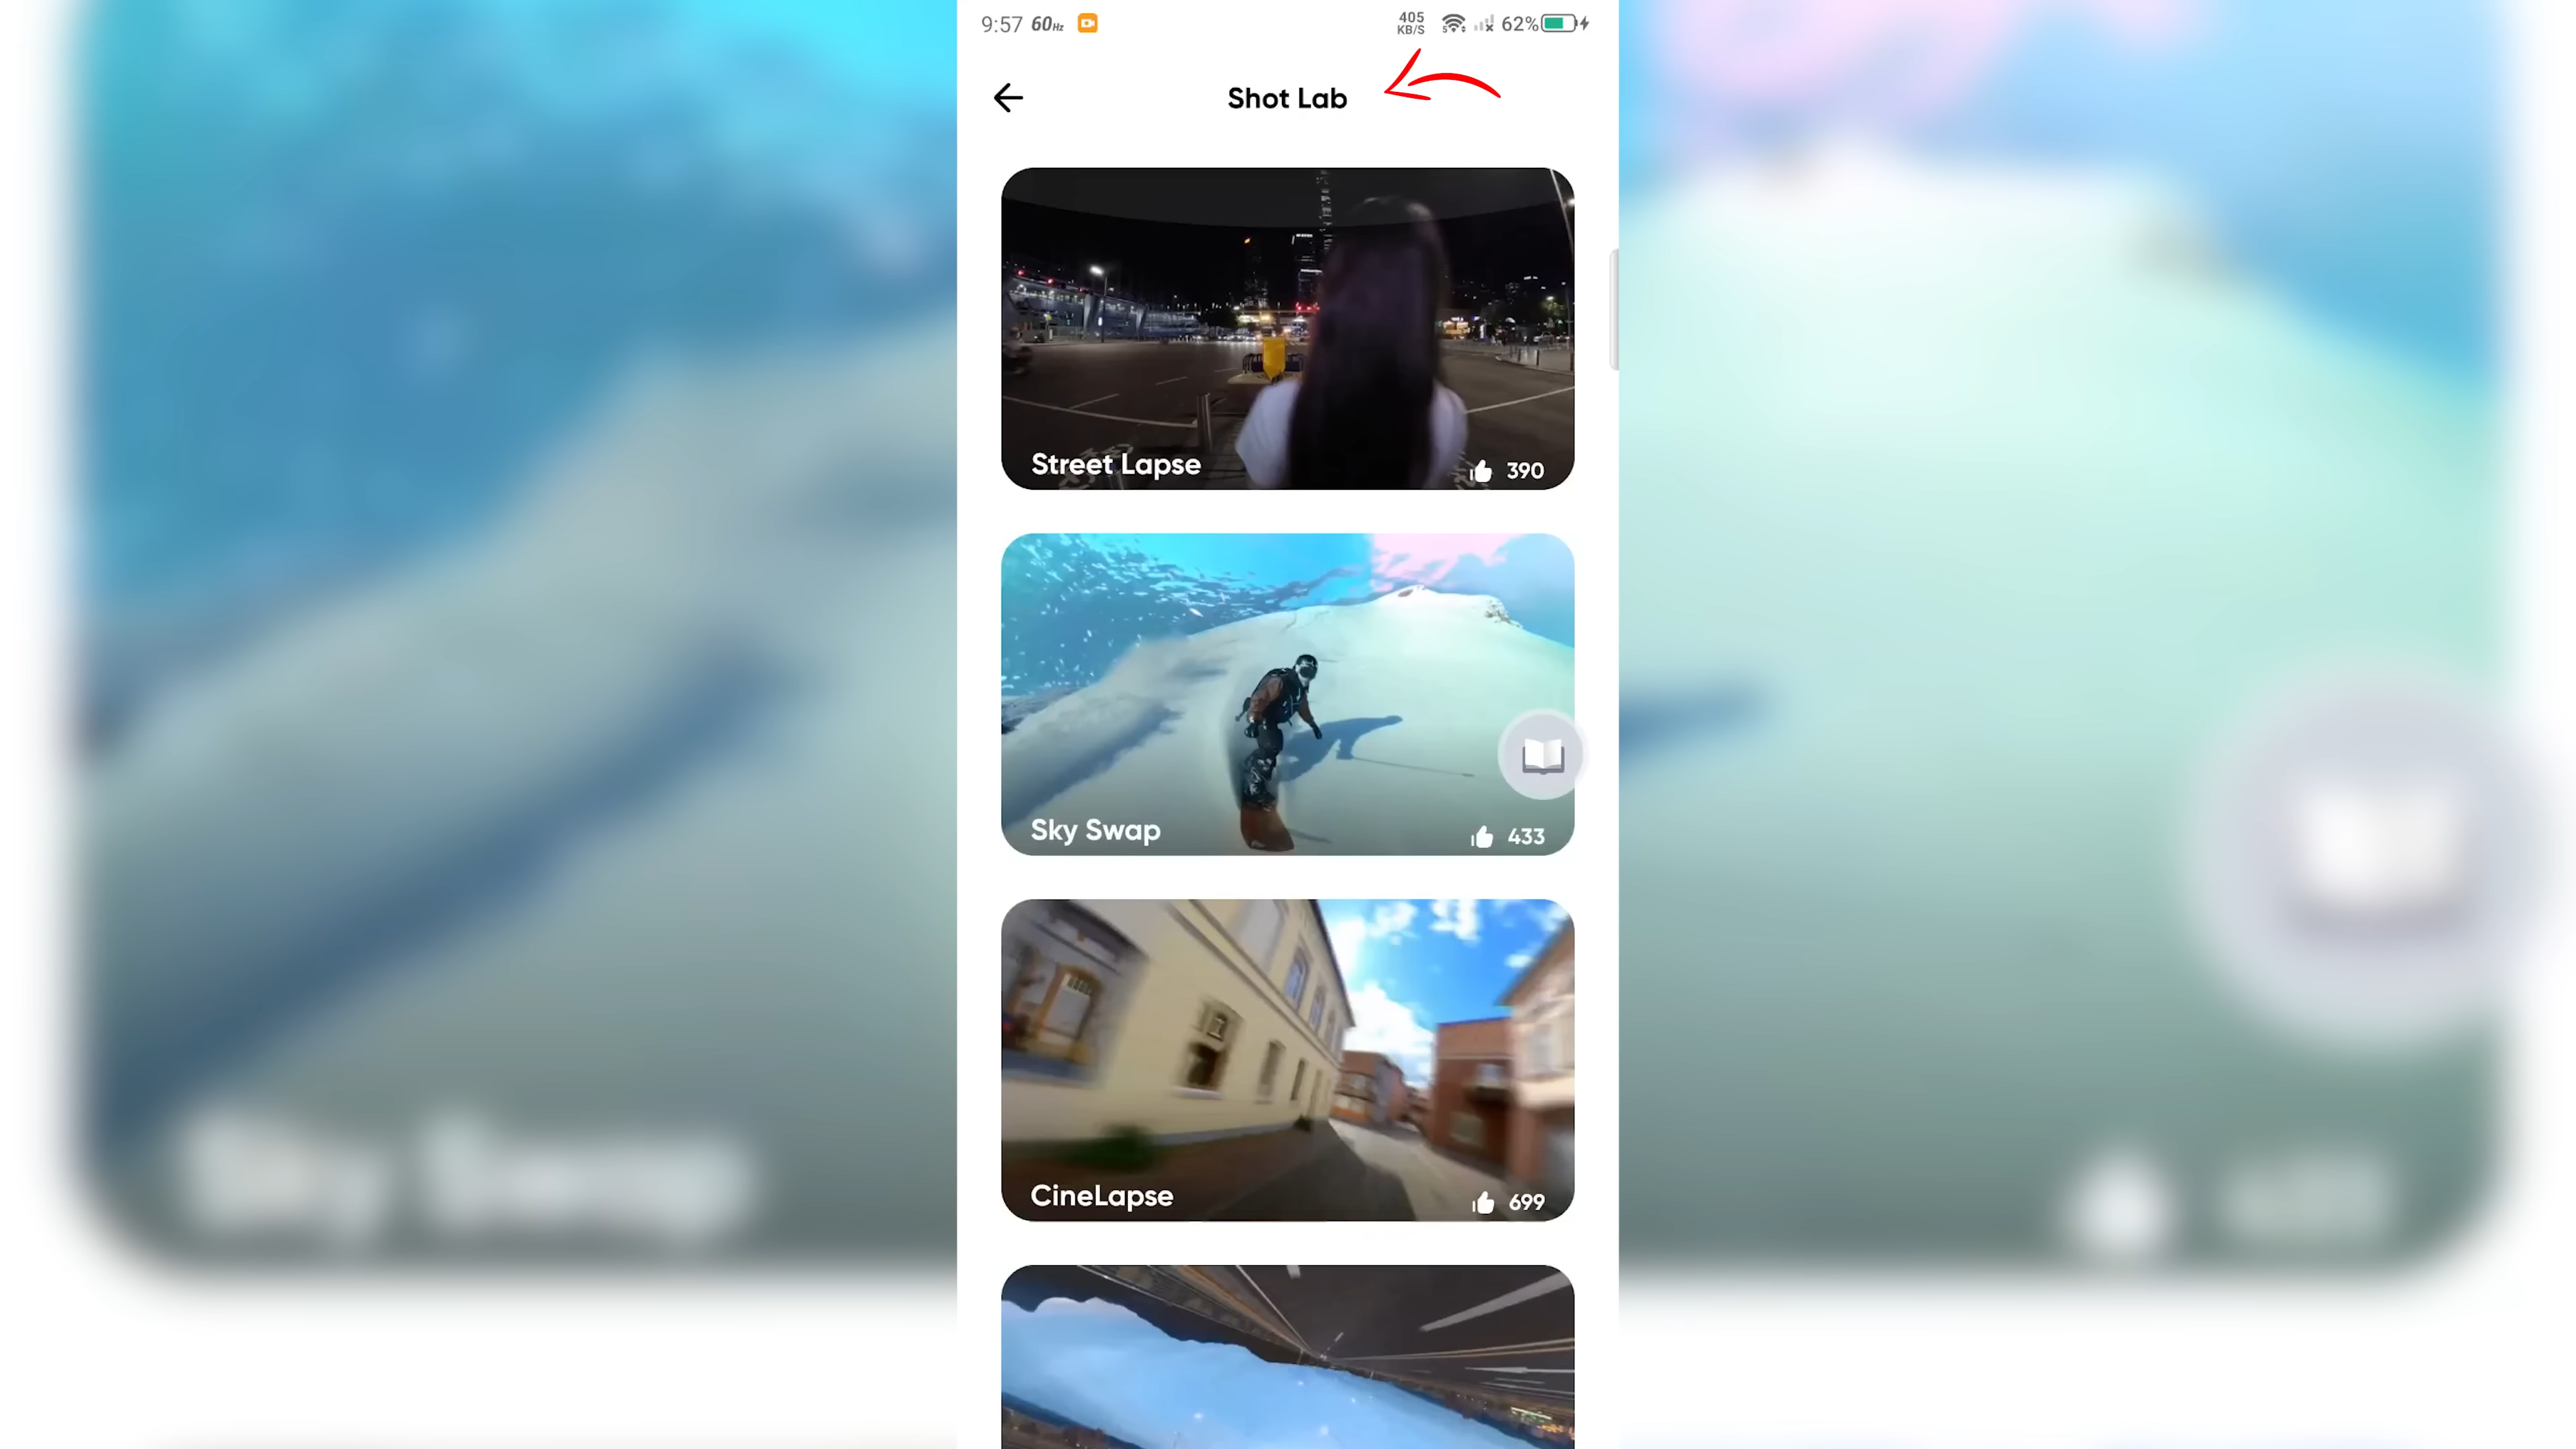 9:57 60Hz 405 KB/S 62%
Shot Lab
Street Lapse 390
Sky Swap 433
CineLapse 699